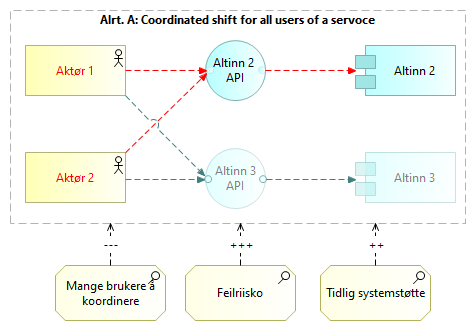 Alrt. A: Coordinated shift for all users of a servoce
Aktør 1
Altinn 2
API
Altinn 2
Aktør 2
Altinn 3
API
Altinn 3
---
+++
++
Mange brukere å
koordinere
Feilriisko
Tidlig systemstøtte